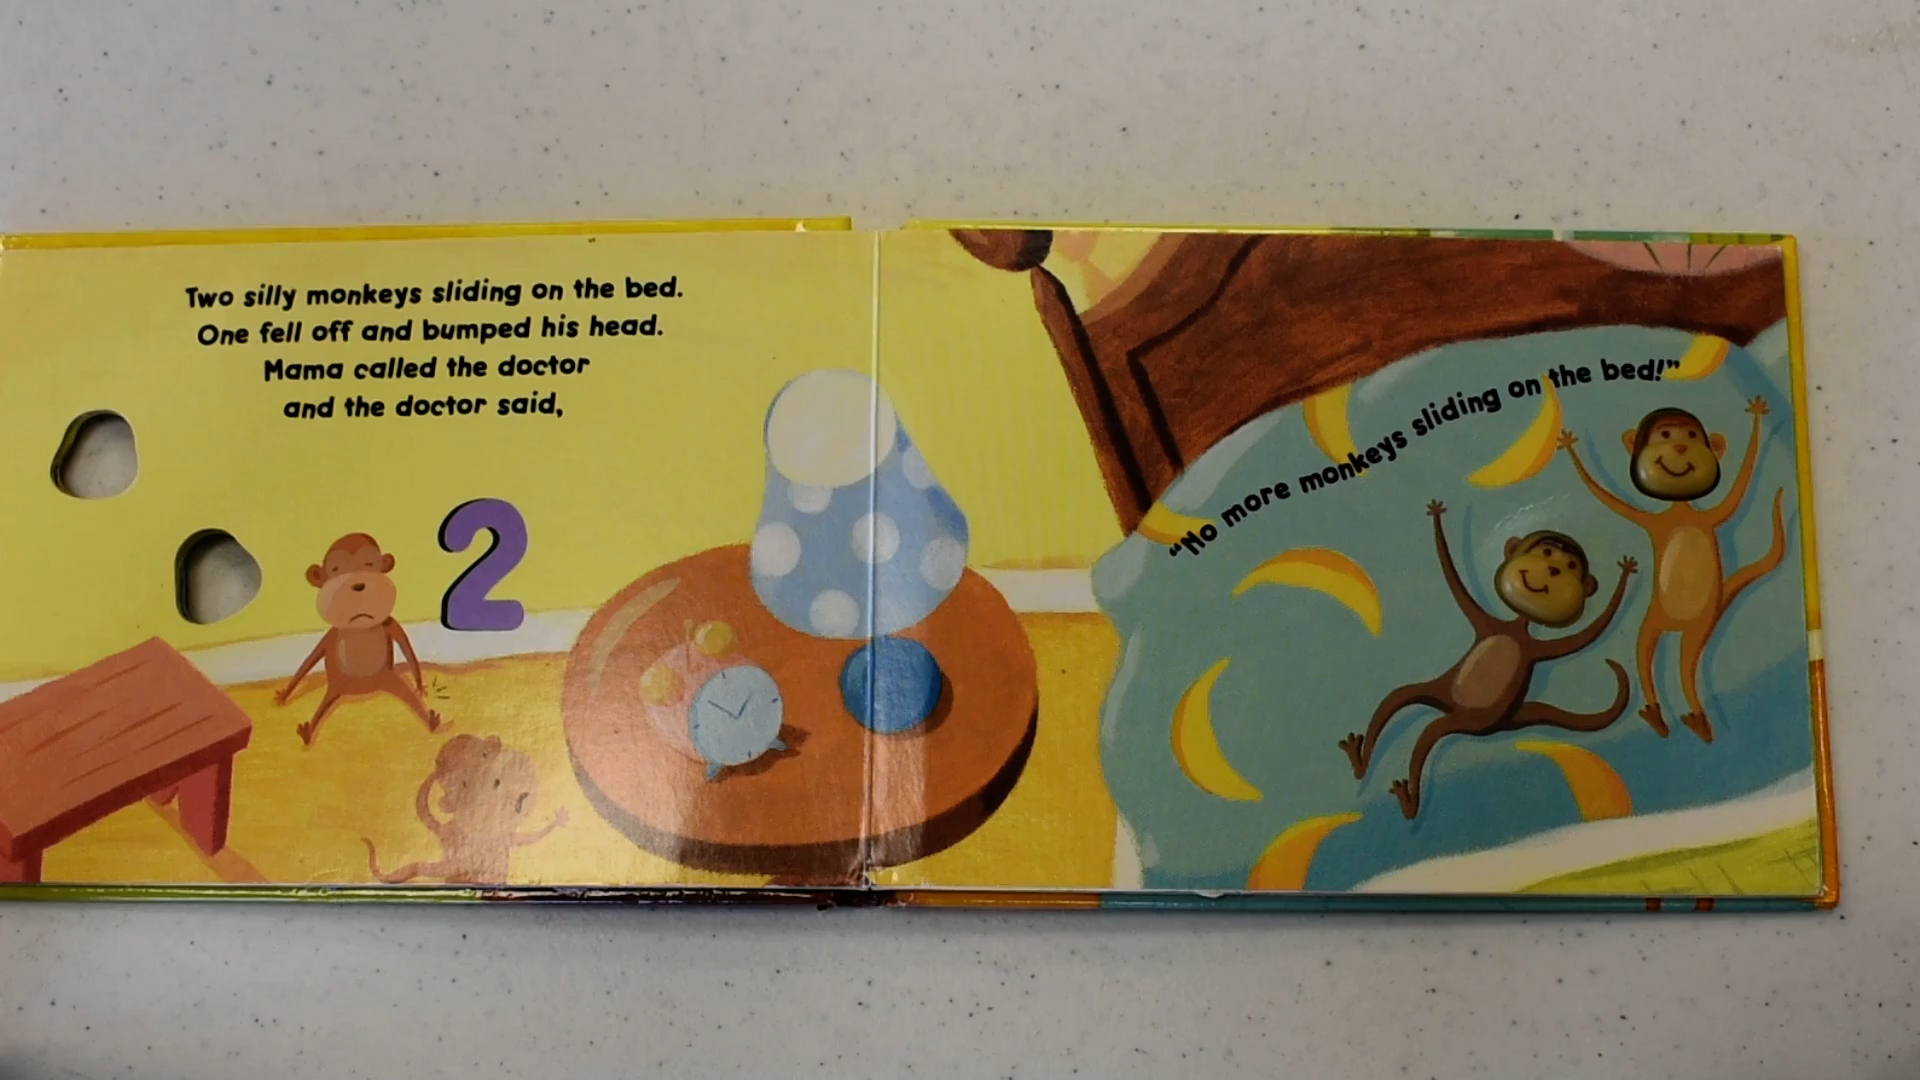 Two silly monkeys sliding on the bed.
One fell off and bumped his head.
Mama called the doctor
and the doctor said,
2
"No more monkeys sliding on the bed!"